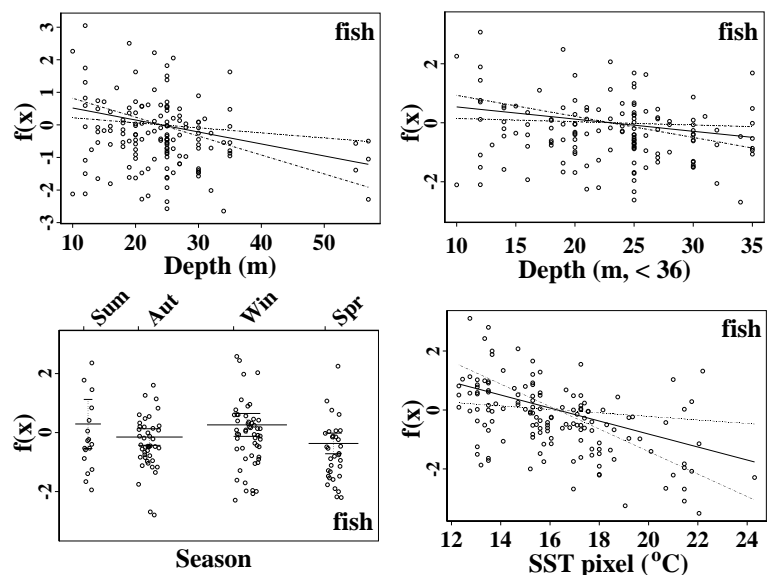 fish
3
2
1
0
-1
-2
-3
f(x)
10 20 30 40 50
Depth (m)
fish
2
0
-2
f(x)
10 15 20 25 30 35
Depth (m, < 36)
Sum Aut Win Spr
2
0
-2
f(x)
fish
Season
fish
2
0
-2
f(x)
12 14 16 18 20 22 24
SST pixel (°C)